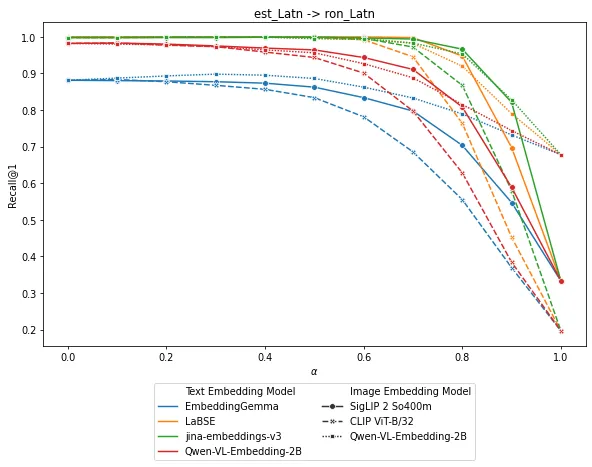 est_Latn -> ron_Latn
Recall@1
1.0
0.9
0.8
0.7
0.6
0.5
0.4
0.3
0.2
0.0 0.2 0.4 0.6 0.8 1.0
α
Text Embedding Model Image Embedding Model
EmbeddingGemma SigLIP 2 So400m
LaBSE CLIP ViT-B/32
jina-embeddings-v3 Qwen-VL-Embedding-2B
Qwen-VL-Embedding-2B